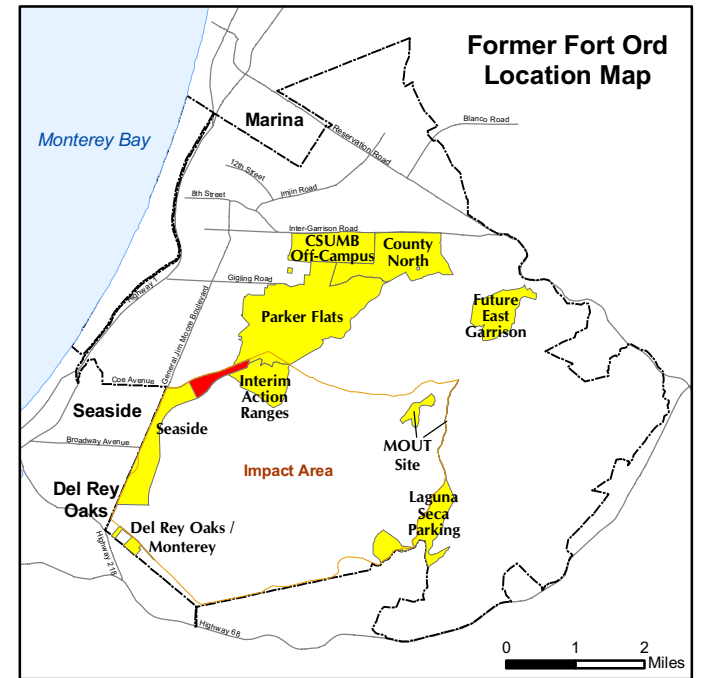 Former Fort Ord
Location Map
Marina
Blanco Road
Monterey Bay
Reservation Road
12th Street
Imjin Road
8th Street
Inter-Garrison Road
CSUMB
Off-Campus
County
North
Gigling Road
Highway 1
General Jim Moore Boulevard
Future
East
Garrison
Parker Flats
Coe Avenue
Interim
Action
Ranges
Seaside
Seaside
Broadway Avenue
MOUT
Site
Impact Area
Del Rey
Oaks
Laguna
Seca
Parking
Del Rey Oaks /
Monterey
Highway 218
Highway 68
0 1 2
Miles